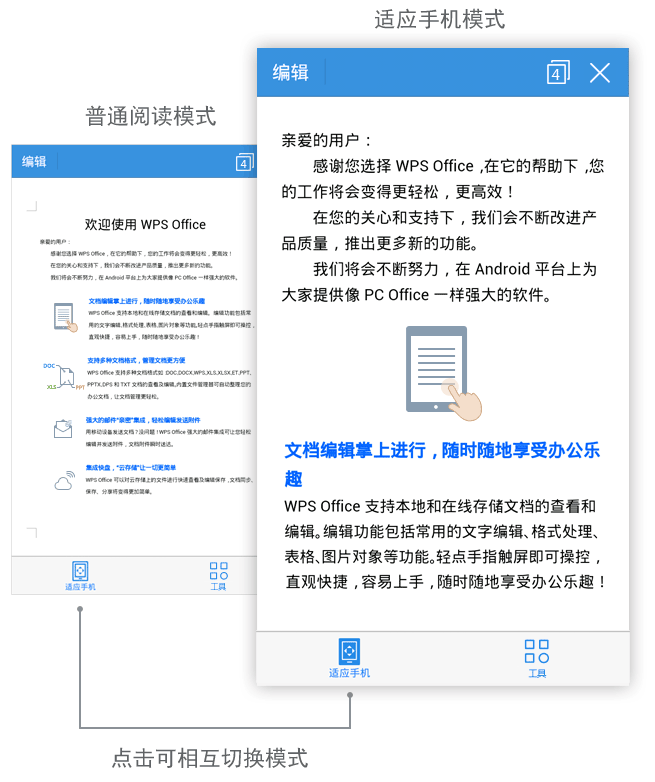 适应手机模式
编辑
4
亲爱的用户：
感谢您选择 WPS Office ,在它的帮助下 ,您
的工作将会变得更轻松，更高效！
在您的关心和支持下，我们会不断改进产
品质量，推出更多新的功能。
我们将会不断努力，在 Android 平台上为
大家提供像 PC Office 一样强大的软件。
文档编辑掌上进行，随时随地享受办公乐
趣
WPS Office 支持本地和在线存储文档的查看和
编辑。编辑功能包括常用的文字编辑、格式处理、
表格、图片对象等功能。轻点手指触屏即可操控，
直观快捷，容易上手，随时随地享受办公乐趣！
适应手机
工具
普通阅读模式
编辑
4
欢迎使用 WPS Office
亲爱的用户：
感谢您选择 WPS Office ,在它的帮助下，您的工作将会变得更轻松，更高效！
在您的关心和支持下，我们会不断改进产品质量，推出更多新的功能。
我们将会不断努力，在 Android 平台上为大家提供像 PC Office 一样强大的软件。
文档编辑掌上进行，随时随地享受办公乐趣
WPS Office 支持本地和在线存储文档的查看和编辑。编辑功能包括常
用的文字编辑,格式处理,表格,图片对象等功能,轻点手指触屏即可操控，
直观快捷，容易上手，随时随地享受办公乐趣！
DOC
XLS
PPT
支持多种文档格式，管理文档更方便
WPS Office 支持多种文档格式如 :DOC,DOCX,WPS,XLS,XLSX,ET,PPT,
PPTX,DPS 和 TXT 文档的查看及编辑,内置文件管理器可自动整理您的
办公文档，让文档管理更轻松。
强大的邮件“亲密”集成，轻松编辑发送附件
用移动设备发送文档？没问题！WPS Office 强大的邮件集成可让您轻松
编辑并发送附件，文档附件瞬时送达。
集成快盘，“云存储”让一切更简单
WPS Office 可以对云存储上的文件进行快速查看及编辑保存，文档同步、
保存、分享将变得更加简单。
适应手机
工具
点击可相互切换模式